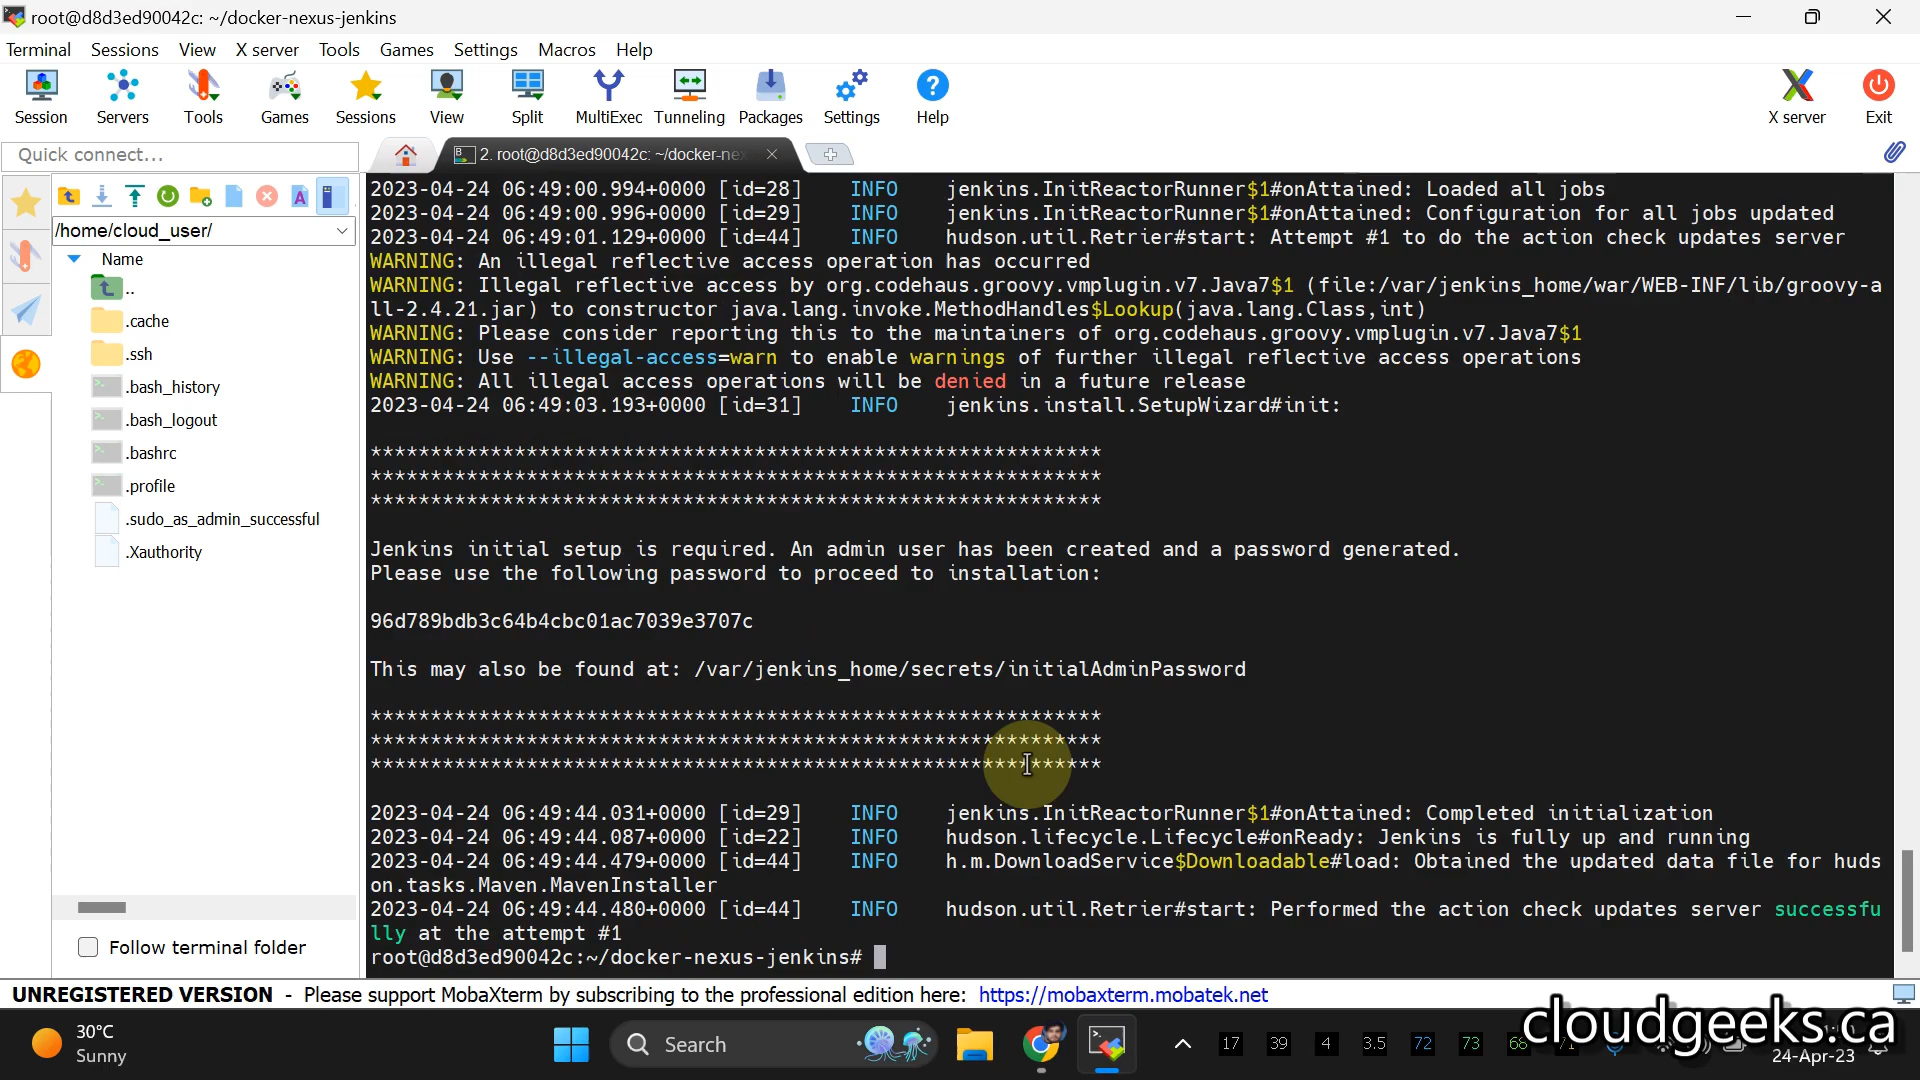 root@d8d3ed90042c: ~/docker-nexus-jenkins
Terminal Sessions View X server Tools Games Settings Macros Help
Session Servers Tools Games Sessions View Split MultiExec Tunneling Packages Settings Help X server Exit
Quick connect...
2. root@d8d3ed90042c: ~/docker-ne
/home/cloud_user/
Name
..
.cache
.ssh
.bash_history
.bash_logout
.bashrc
.profile
.sudo_as_admin_successful
.Xauthority
Follow terminal folder
2023-04-24 06:49:00.994+0000 [id=28] INFO jenkins.InitReactorRunner$1#onAttained: Loaded all jobs
2023-04-24 06:49:00.996+0000 [id=29] INFO jenkins.InitReactorRunner$1#onAttained: Configuration for all jobs updated
2023-04-24 06:49:01.129+0000 [id=44] INFO hudson.util.Retrier#start: Attempt #1 to do the action check updates server
WARNING: An illegal reflective access operation has occurred
WARNING: Illegal reflective access by org.codehaus.groovy.vmplugin.v7.Java7$1 (file:/var/jenkins_home/war/WEB-INF/lib/groovy-a
ll-2.4.21.jar) to constructor java.lang.invoke.MethodHandles$Lookup(java.lang.Class,int)
WARNING: Please consider reporting this to the maintainers of org.codehaus.groovy.vmplugin.v7.Java7$1
WARNING: Use --illegal-access=warn to enable warnings of further illegal reflective access operations
WARNING: All illegal access operations will be denied in a future release
2023-04-24 06:49:03.193+0000 [id=31] INFO jenkins.install.SetupWizard#init:
*************************************************************
*************************************************************
*************************************************************
Jenkins initial setup is required. An admin user has been created and a password generated.
Please use the following password to proceed to installation:
96d789bdb3c64b4cbc01ac7039e3707c
This may also be found at: /var/jenkins_home/secrets/initialAdminPassword
*************************************************************
*************************************************************
*************************************************************
2023-04-24 06:49:44.031+0000 [id=29] INFO jenkins.InitReactorRunner$1#onAttained: Completed initialization
2023-04-24 06:49:44.087+0000 [id=22] INFO hudson.lifecycle.Lifecycle#onReady: Jenkins is fully up and running
2023-04-24 06:49:44.479+0000 [id=44] INFO h.m.DownloadService$Downloadable#load: Obtained the updated data file for huds
on.tasks.Maven.MavenInstaller
2023-04-24 06:49:44.480+0000 [id=44] INFO hudson.util.Retrier#start: Performed the action check updates server successfu
lly at the attempt #1
root@d8d3ed90042c:~/docker-nexus-jenkins#
UNREGISTERED VERSION - Please support MobaXterm by subscribing to the professional edition here: https://mobaxterm.mobatek.net
30°C
Sunny
Search
17 39 4 3.5 72 73 68
cloudgeeks.ca
24-Apr-23